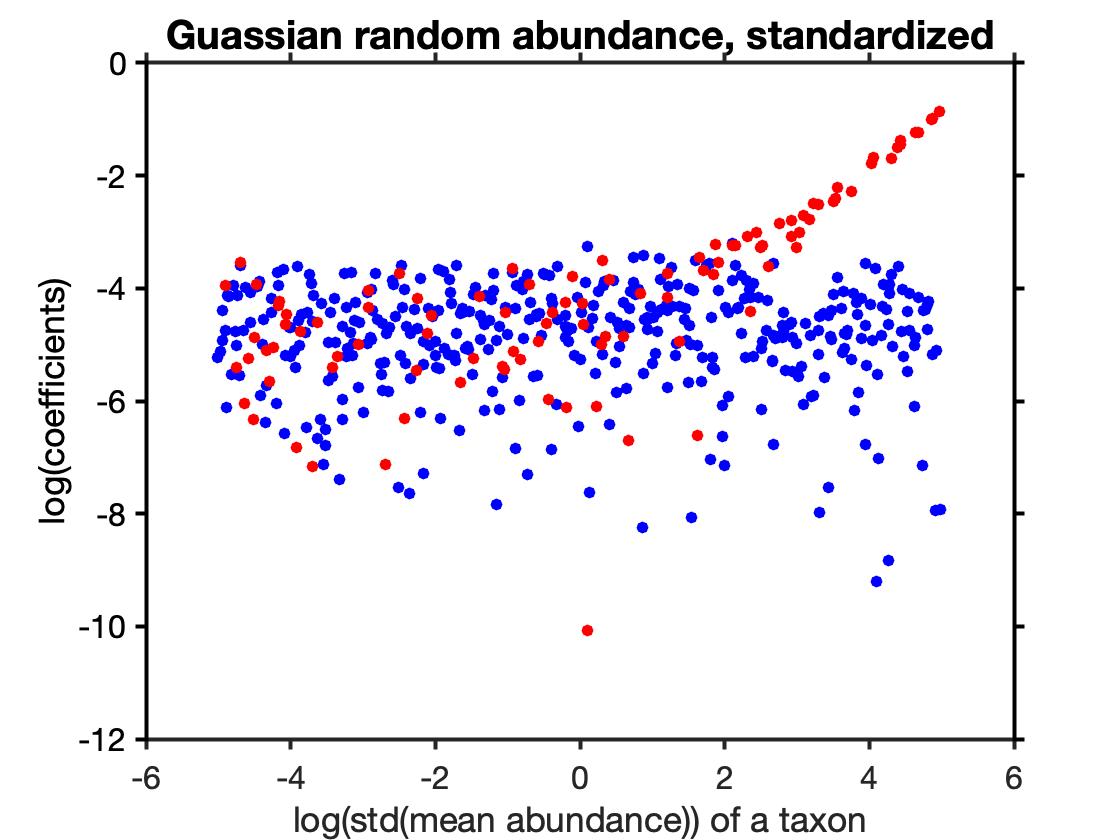 Guassian random abundance, standardized
0
-2
-4
-6
-8
-10
-12
log(coefficients)
-6 -4 -2 0 2 4 6
log(std(mean abundance)) of a taxon